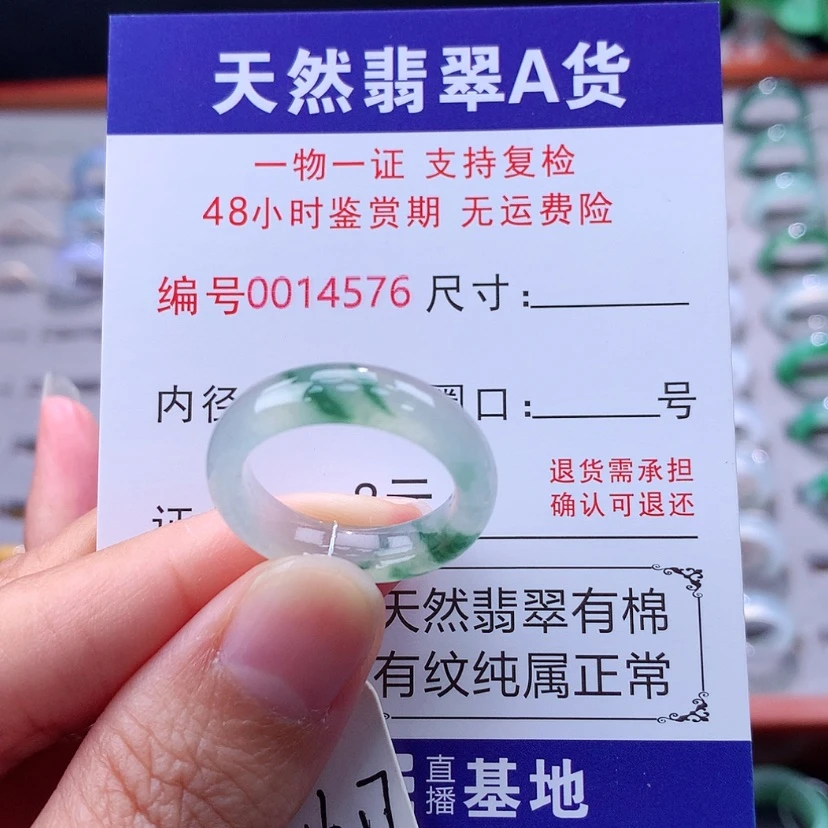 天然翡翠A货
一物一证 支持复检
48小时鉴赏期 无运费险
编号0014576 尺寸:
内径 口: 号
元
退货需承担
确认可退还
天然翡翠有棉
有纹纯属正常
直播基地